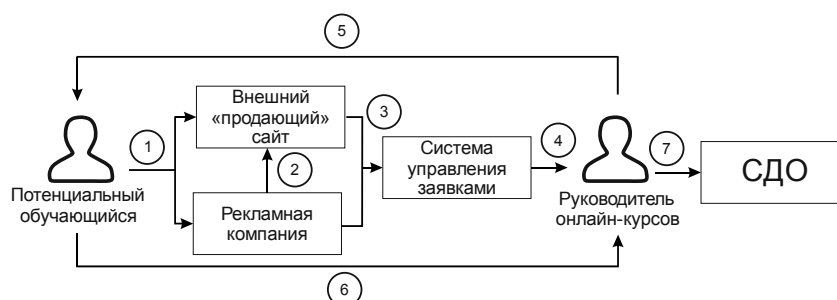 5
Внешний
«продающий»
сайт
3
1
2
Потенциальный
обучающийся
Рекламная
компания
Система
управления
заявками
4
Руководитель
онлайн-курсов
7
СДО
6